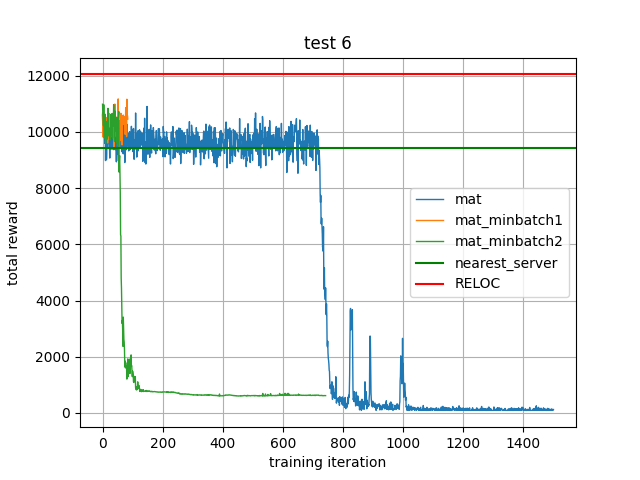 test 6
total reward
12000
10000
8000
6000
4000
2000
0
mat
mat_minbatch1
mat_minbatch2
nearest_server
RELOC
0 200 400 600 800 1000 1200 1400
training iteration